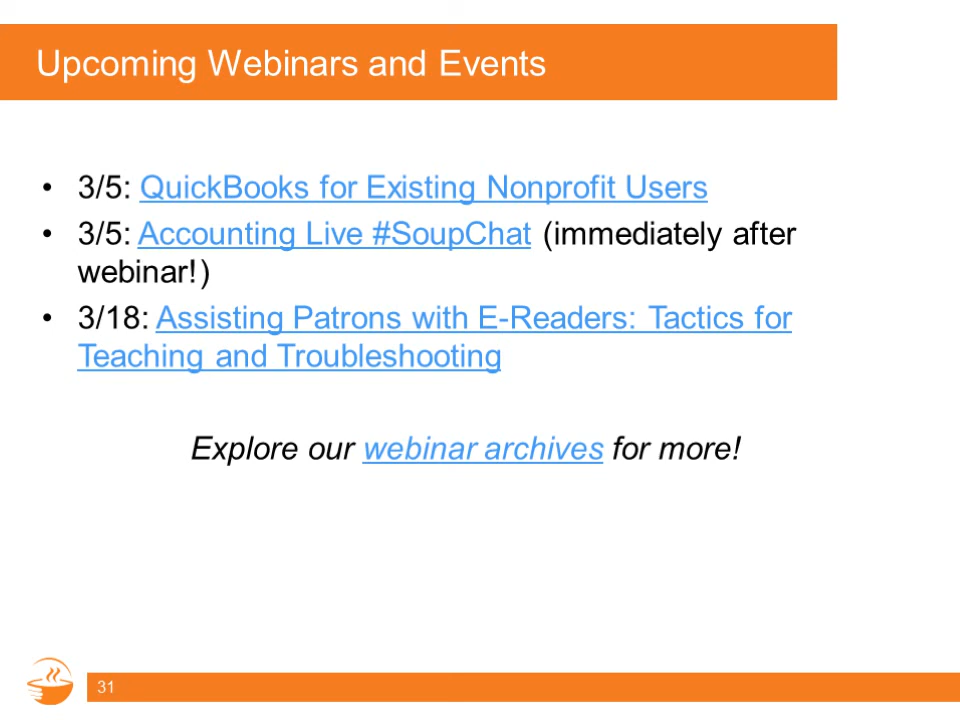 Upcoming Webinars and Events
• 3/5: QuickBooks for Existing Nonprofit Users
• 3/5: Accounting Live #SoupChat (immediately after
webinar!)
• 3/18: Assisting Patrons with E-Readers: Tactics for
Teaching and Troubleshooting
Explore our webinar archives for more!
31